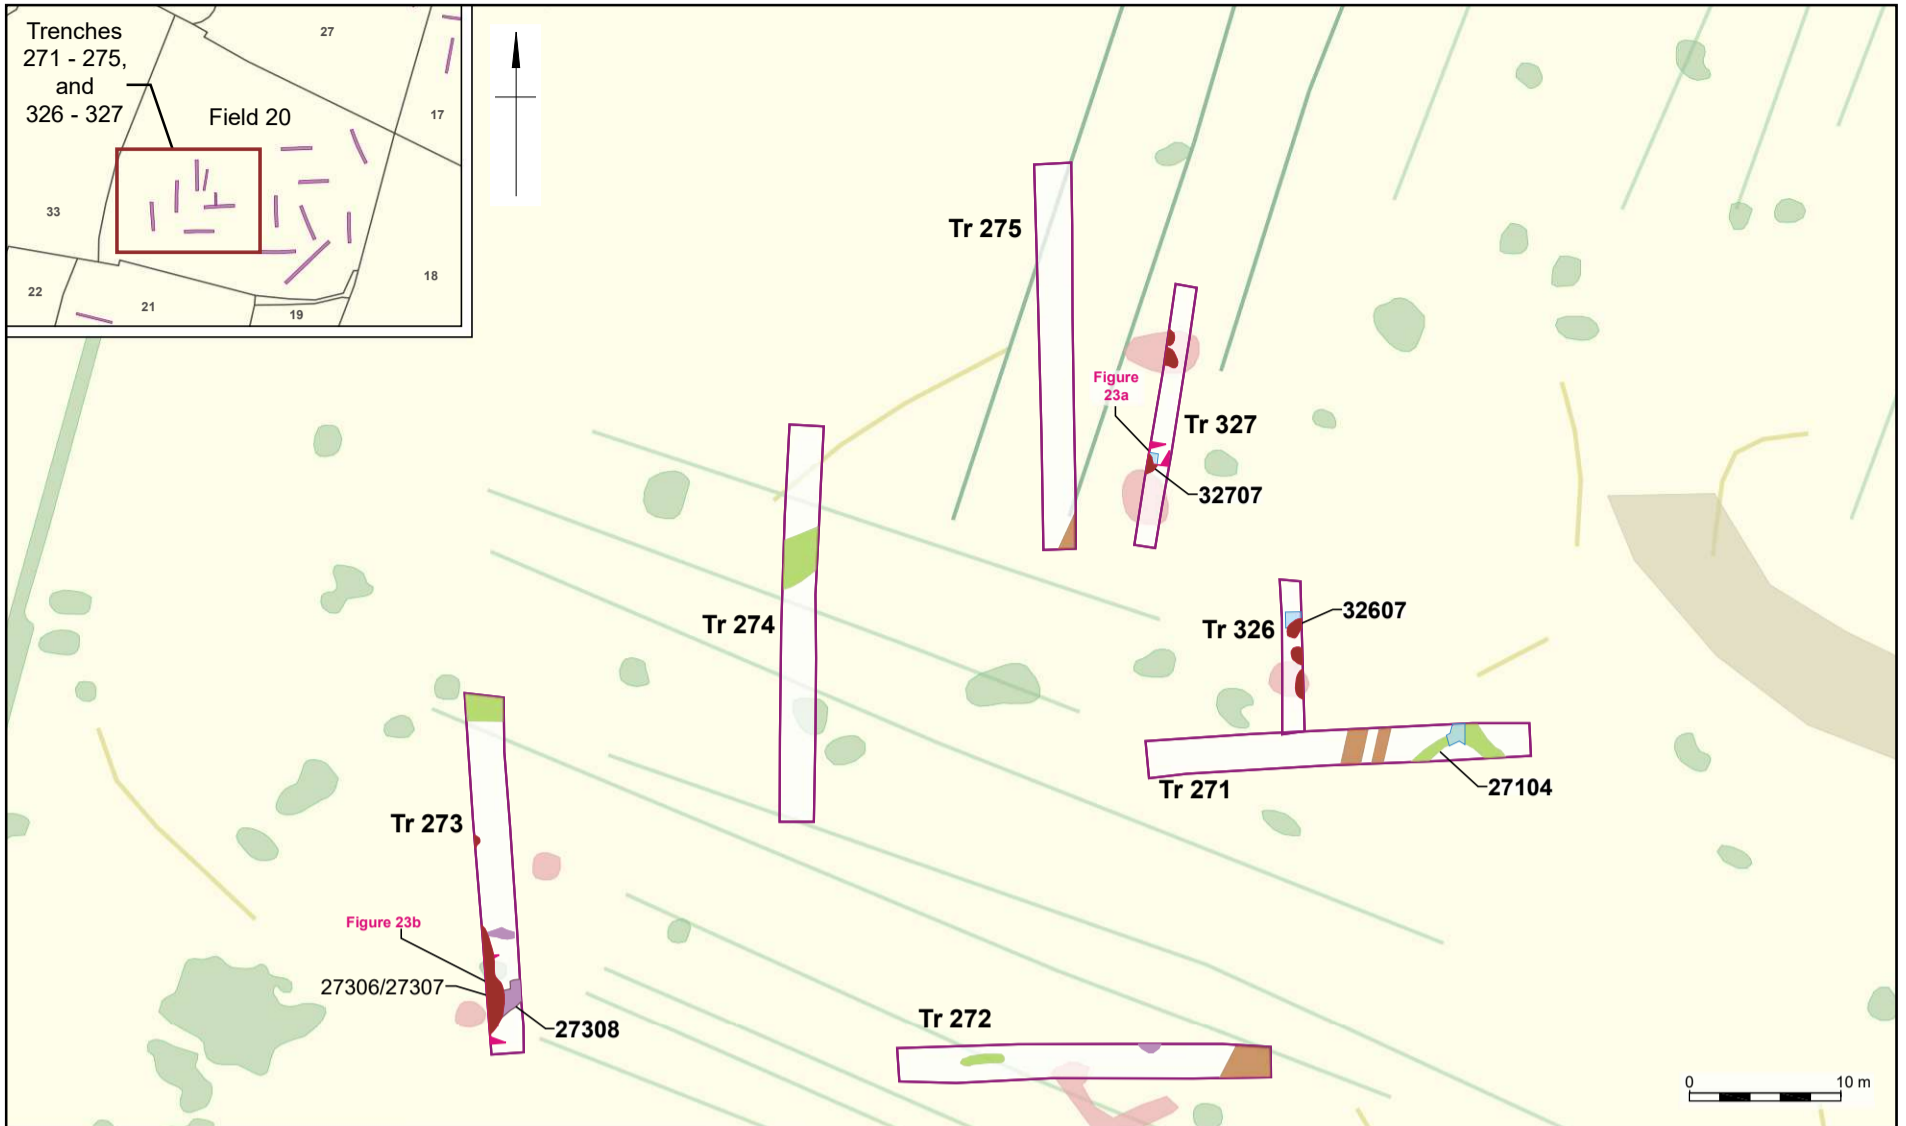 Trenches
271 - 275,
and
326 - 327
27
17
Field 20
33
18
22
21
19
Tr 275
Figure
23a
Tr 327
32707
Tr 274
Tr 326
32607
Tr 271
27104
Tr 273
Figure 23b
27306/27307
27308
Tr 272
0
10 m